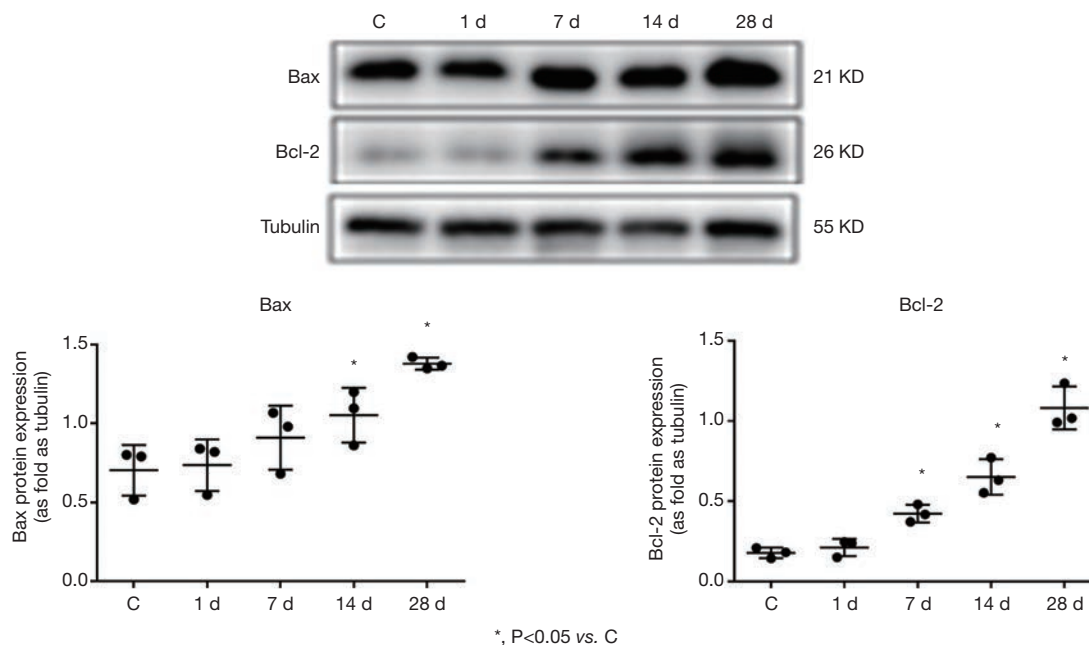 C 1 d 7 d 14 d 28 d
Bax 21 KD
Bcl-2 26 KD
Tubulin 55 KD
Bax
Bax protein expression
(as fold as tubulin)
1.5
1.0
0.5
0.0
*
*
C 1 d 7 d 14 d 28 d
Bcl-2
Bcl-2 protein expression
(as fold as tubulin)
1.5
1.0
0.5
0.0
*
*
*
C 1 d 7 d 14 d 28 d
*, P<0.05 vs. C